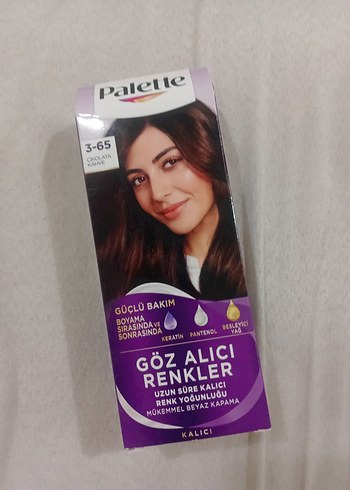 Palette
3-65
ÇİKOLATA
KAHVE
GÜÇLÜ BAKIM
BOYAMA
SIRASINDA VE
SONRASINDA
KERATİN
PANTENOL
BESLEYİCİ
YAĞ
GÖZ ALICI
RENKLER
UZUN SÜRE KALICI
RENK YOĞUNLUĞU
MÜKEMMEL BEYAZ KAPAMA
KALICI